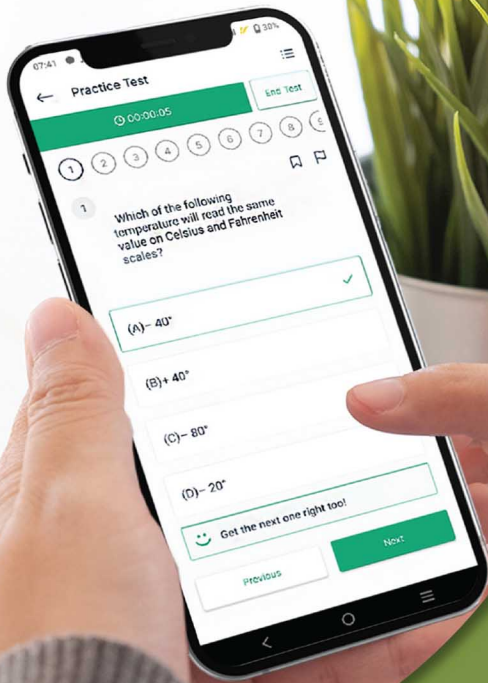 07:41 30%
Practice Test
00:00:05 End Test
1 2 3 4 5 6 7 8 9
1
Which of the following
temperature will read the same
value on Celsius and Fahrenheit
scales?
(A)– 40°
(B)+ 40°
(C)– 80°
(D)– 20°
Get the next one right too!
Previous Next